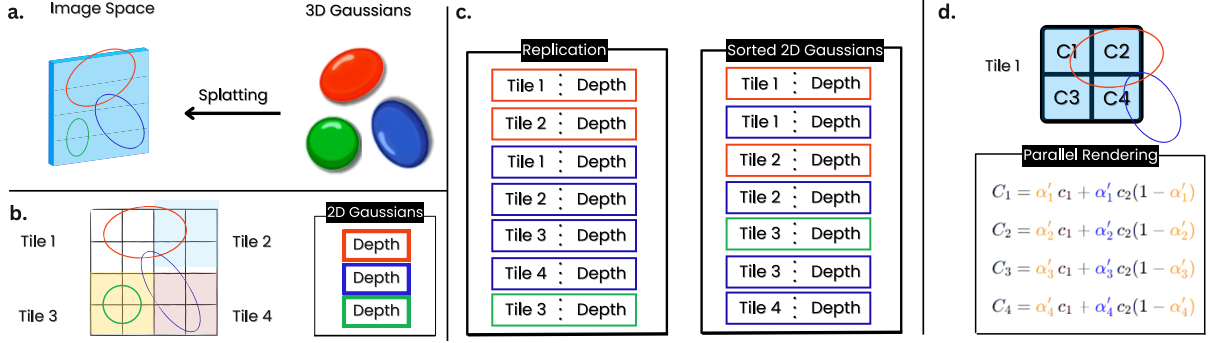 a.
Image Space
3D Gaussians
Splatting
b.
Tile 1
Tile 2
Tile 3
Tile 4
2D Gaussians
Depth
Depth
Depth
c.
Replication
Tile 1 : Depth
Tile 2 : Depth
Tile 1 : Depth
Tile 2 : Depth
Tile 3 : Depth
Tile 4 : Depth
Tile 3 : Depth
Sorted 2D Gaussians
Tile 1 : Depth
Tile 1 : Depth
Tile 2 : Depth
Tile 2 : Depth
Tile 3 : Depth
Tile 3 : Depth
Tile 4 : Depth
d.
Tile 1
C1 C2
C3 C4
Parallel Rendering
C₁ = α′₁ c₁ + α′₁ c₂(1 − α′₁)
C₂ = α′₂ c₁ + α′₂ c₂(1 − α′₂)
C₃ = α′₃ c₁ + α′₃ c₂(1 − α′₃)
C₄ = α′₄ c₁ + α′₄ c₂(1 − α′₄)